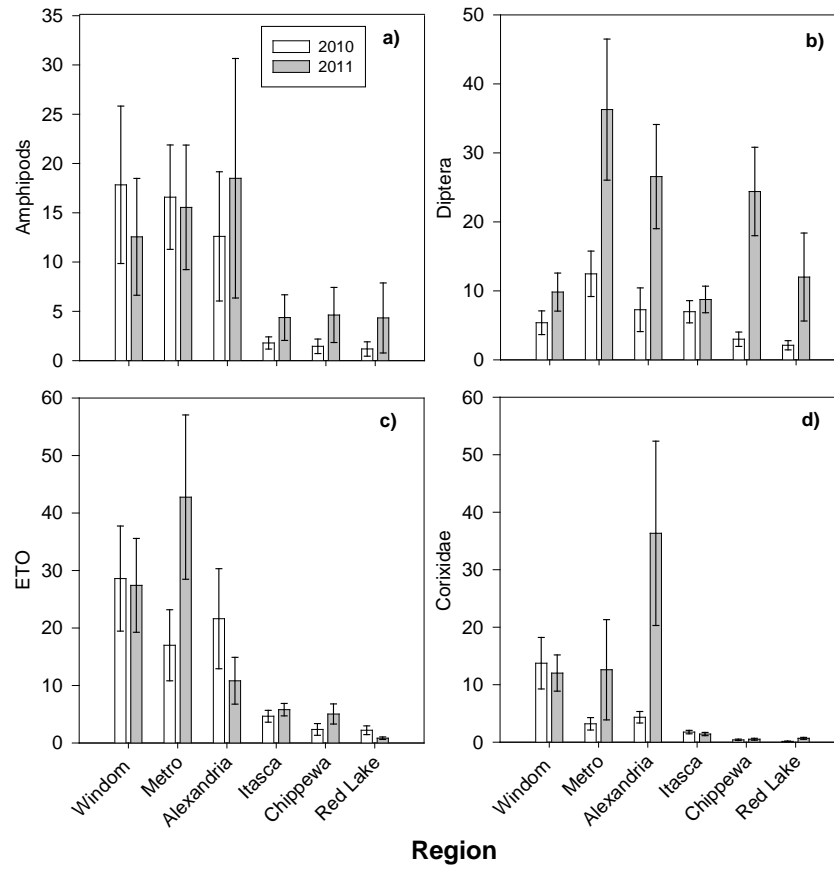 a)
2010
2011
35
30
25
20
15
10
5
0
Amphipods
b)
50
40
30
20
10
0
Diptera
c)
60
50
40
30
20
10
0
ETO
Windom
Metro
Alexandria
Itasca
Chippewa
Red Lake
d)
60
50
40
30
20
10
0
Corixidae
Windom
Metro
Alexandria
Itasca
Chippewa
Red Lake
Region